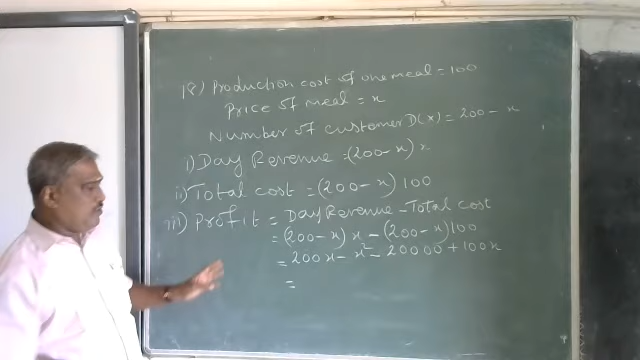 18) Production cost of one meal = 100
Price of meal = x
Number of customer D(x) = 200 - x
i) Day Revenue = (200 - x) x
ii) Total cost = (200 - x) 100
iii) Profit = Day Revenue - Total cost
= (200 - x) x - (200 - x) 100
= 200x - x² - 20000 + 100x
=